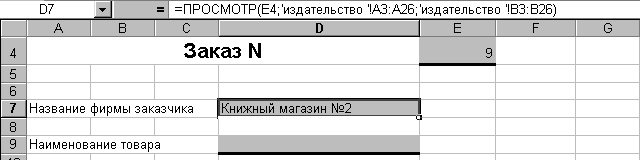 D7 = =ПРОСМОТР(E4;'издательство '!A3:A26;'издательство '!B3:B26)
A B C D E F G
4 Заказ N 9
5
6
7 Название фирмы заказчика Книжный магазин №2
8
9 Наименование товара